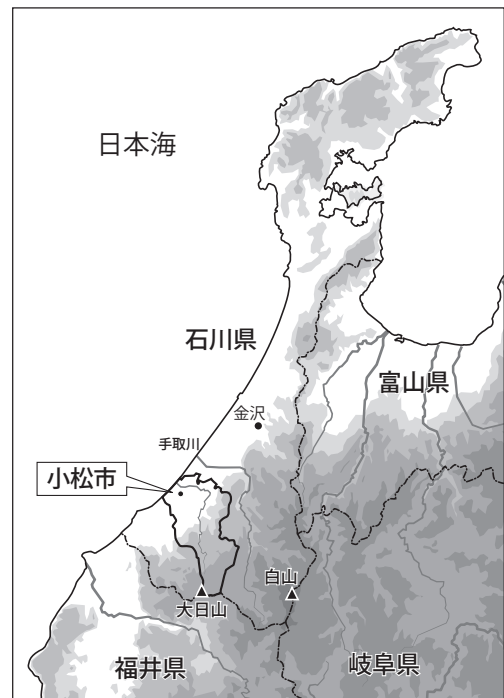 日本海
石川県
富山県
金沢
手取川
小松市
白山
大日山
福井県
岐阜県